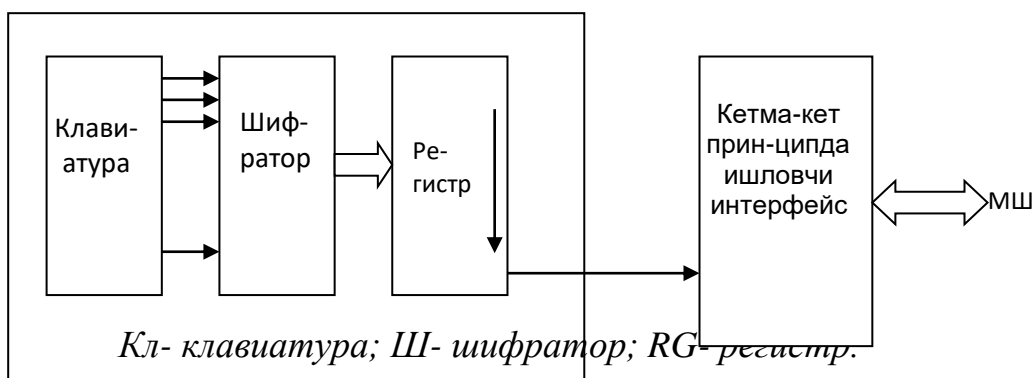 Клави-
атура
Шиф-
ратор
Ре-
гистр
Кетма-кет
прин-ципда
ишловчи
интерфейс
МШ
Кл- клавиатура; Ш- шифратор; RG- регистр.